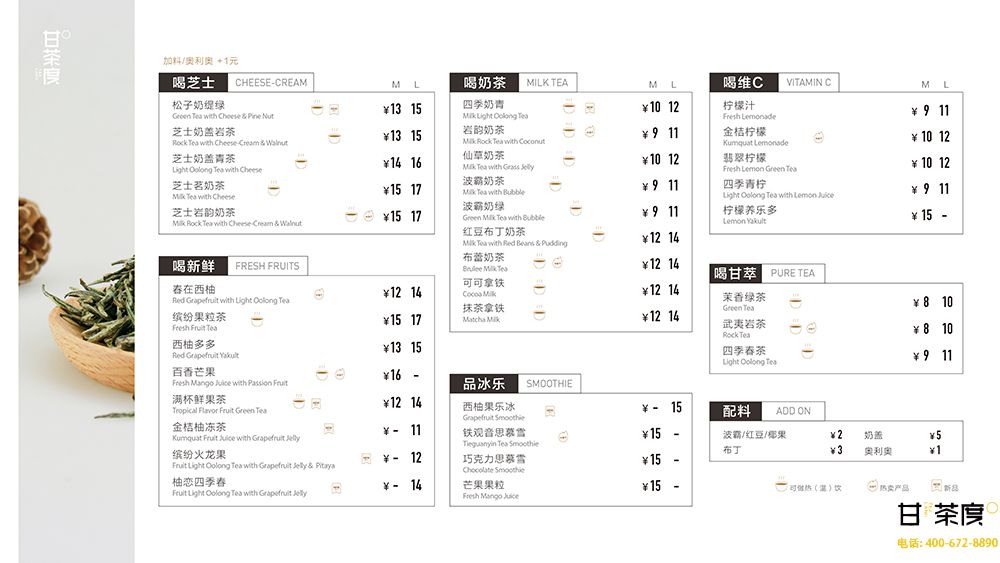 甘茶度
加料/奥利奥 +1元
喝芝士 CHEESE-CREAM M L
松子奶缇绿 ¥13 15
Green Tea with Cheese & Pine Nut
芝士奶盖岩茶 ¥13 15
Rock Tea with Cheese-Cream & Walnut
芝士奶盖青茶 ¥14 16
Light Oolong Tea with Cheese
芝士茗奶茶 ¥15 17
Milk Tea with Cheese
芝士岩韵奶茶 ¥15 17
Milk Rock Tea with Cheese-Cream & Walnut
喝新鲜 FRESH FRUITS
春在西柚 ¥12 14
Red Grapefruit with Light Oolong Tea
缤纷果粒茶 ¥15 17
Fresh Fruit Tea
西柚多多 ¥13 15
Red Grapefruit Yakult
百香芒果 ¥16 -
Fresh Mango Juice with Passion Fruit
满杯鲜果茶 ¥12 14
Tropical Flavor Fruit Green Tea
金桔柚冻茶 ¥ - 11
Kumquat Fruit Juice with Grapefruit Jelly
缤纷火龙果 ¥ - 12
Fruit Light Oolong Tea with Grapefruit Jelly & Pitaya
柚恋四季春 ¥ - 14
Fruit Light Oolong Tea with Grapefruit Jelly
喝奶茶 MILK TEA M L
四季奶青 ¥10 12
Milk Light Oolong Tea
岩韵奶茶 ¥ 9 11
Milk Rock Tea with Coconut
仙草奶茶 ¥10 12
Milk Tea with Grass Jelly
波霸奶茶 ¥ 9 11
Milk Tea with Bubble
波霸奶绿 ¥ 9 11
Green Milk Tea with Bubble
红豆布丁奶茶 ¥12 14
Milk Tea with Red Beans & Pudding
布蕾奶茶 ¥12 14
Brulee Milk Tea
可可拿铁 ¥12 14
Cocoa Milk
抹茶拿铁 ¥12 14
Matcha Milk
品冰乐 SMOOTHIE
西柚果乐冰 ¥ - 15
Grapefruit Smoothie
铁观音思慕雪 ¥15 -
Tieguanyin Tea Smoothie
巧克力思慕雪 ¥15 -
Chocolate Smoothie
芒果果粒 ¥15 -
Fresh Mango Juice
喝维C VITAMIN C M L
柠檬汁 ¥ 9 11
Fresh Lemonade
金桔柠檬 ¥10 12
Kumquat Lemonade
翡翠柠檬 ¥10 12
Fresh Lemon Green Tea
四季青柠 ¥ 9 11
Light Oolong Tea with Lemon Juice
柠檬养乐多 ¥15 -
Lemon Yakult
喝甘萃 PURE TEA
茉香绿茶 ¥ 8 10
Green Tea
武夷岩茶 ¥ 8 10
Rock Tea
四季春茶 ¥ 9 11
Light Oolong Tea
配料 ADD ON
波霸/红豆/椰果 ¥2 奶盖 ¥5
布丁 ¥3 奥利奥 ¥1
可做热（温）饮 热卖产品 新品
甘茶度
电话: 400-672-8890